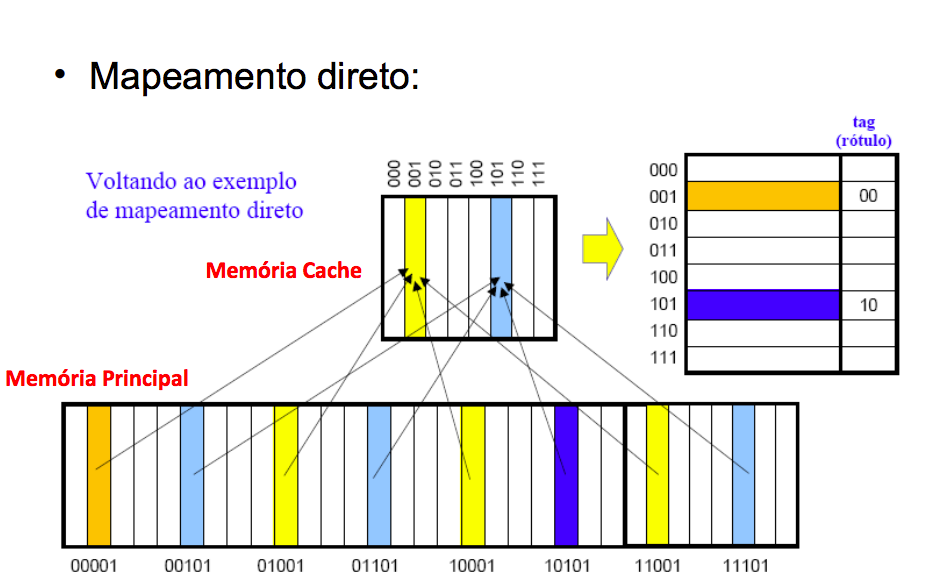 • Mapeamento direto:
Voltando ao exemplo
de mapeamento direto
000 001 010 011 100 101 110 111
Memória Cache
tag
(rótulo)
000
001 00
010
011
100
101 10
110
111
Memória Principal
00001 00101 01001 01101 10001 10101 11001 11101